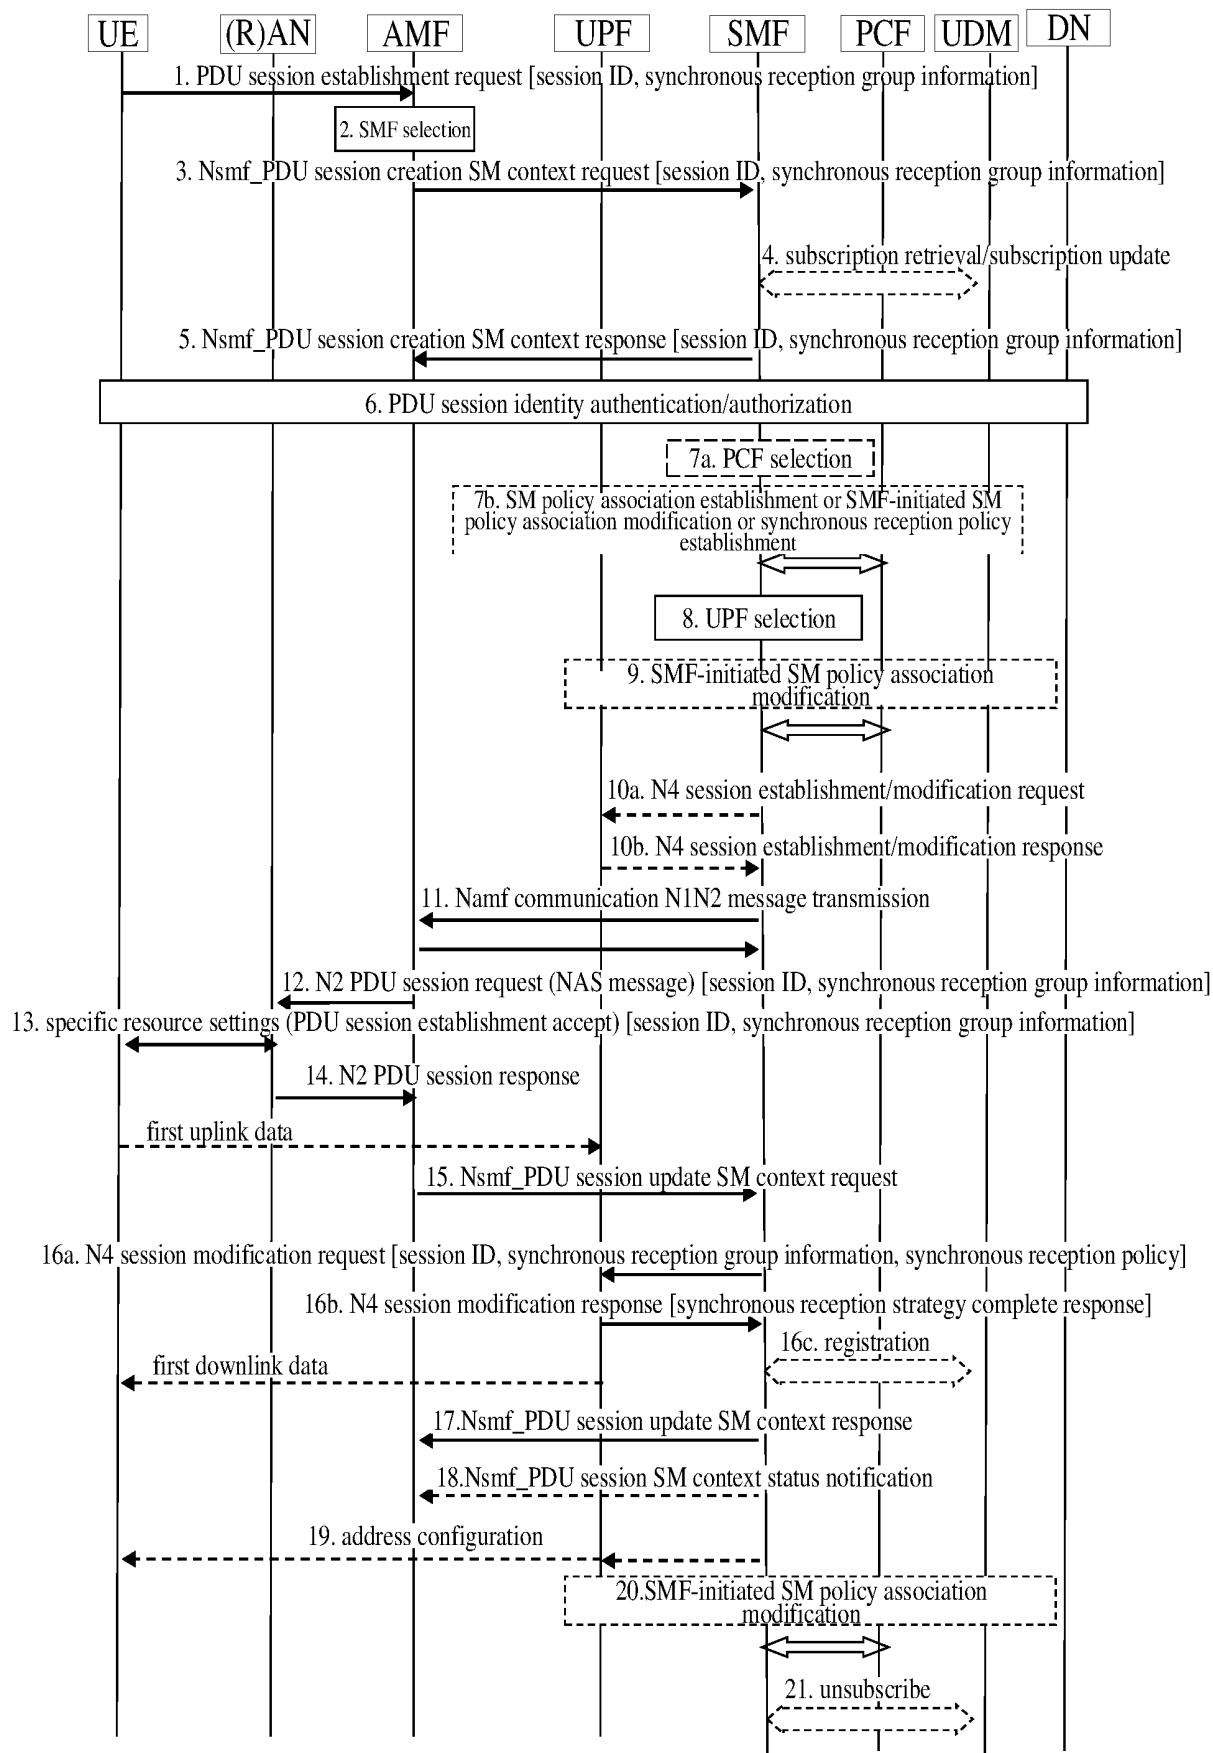 UE (R)AN AMF UPF SMF PCF UDM DN
1. PDU session establishment request [session ID, synchronous reception group information]
2. SMF selection
3. Nsmf_PDU session creation SM context request [session ID, synchronous reception group information]
4. subscription retrieval/subscription update
5. Nsmf_PDU session creation SM context response [session ID, synchronous reception group information]
6. PDU session identity authentication/authorization
7a. PCF selection
7b. SM policy association establishment or SMF-initiated SM
policy association modification or synchronous reception policy
establishment
8. UPF selection
9. SMF-initiated SM policy association
modification
10a. N4 session establishment/modification request
10b. N4 session establishment/modification response
11. Namf communication N1N2 message transmission
12. N2 PDU session request (NAS message) [session ID, synchronous reception group information]
13. specific resource settings (PDU session establishment accept) [session ID, synchronous reception group information]
14. N2 PDU session response
first uplink data
15. Nsmf_PDU session update SM context request
16a. N4 session modification request [session ID, synchronous reception group information, synchronous reception policy]
16b. N4 session modification response [synchronous reception strategy complete response]
16c. registration
first downlink data
17.Nsmf_PDU session update SM context response
18.Nsmf_PDU session SM context status notification
19. address configuration
20.SMF-initiated SM policy association
modification
21. unsubscribe